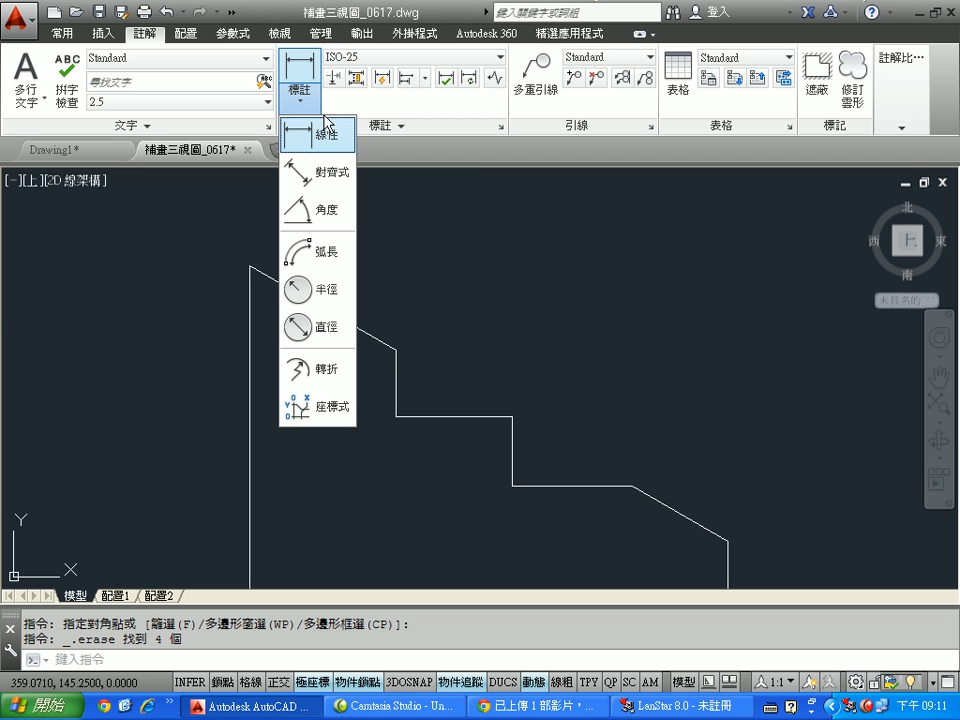 補畫三視圖_0617.dwg
鍵入關鍵字或詞組
登入
常用 插入 註解 配置 參數式 檢視 管理 輸出 外掛程式 Autodesk 360 精選應用程式
Standard
ISO-25
Standard
Standard
註解比…
ABC
尋找文字
多行
文字
拼字
檢查
2.5
標註
多重引線
表格
遮蔽
修訂
雲形
文字
標註
引線
表格
標記
Drawing1*
補畫三視圖_0617*
線性
對齊式
角度
弧長
半徑
直徑
轉折
座標式
[-][上][2D 線架構]
北
西
上
東
南
未具名的
Y
X
模型 配置1 配置2
指令: 指定對角點或 [籬選(F)/多邊形窗選(WP)/多邊形框選(CP)]:
指令: _.erase 找到 4 個
鍵入指令
359.0710, 145.2500, 0.0000
INFER 鎖點 格線 正交 極座標 物件鎖點 3DOSNAP 物件追蹤 DUCS 動態 線粗 TPY QP SC AM
模型
1:1
開始
Autodesk AutoCAD ...
Camtasia Studio - Un...
已上傳 1 部影片，...
LanStar 8.0 - 未註冊
下午 09:11